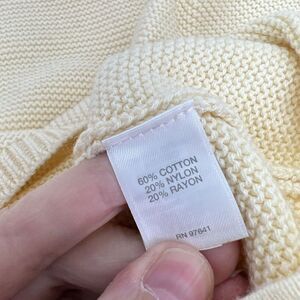 60% COTTON
20% NYLON
20% RAYON
RN 97641